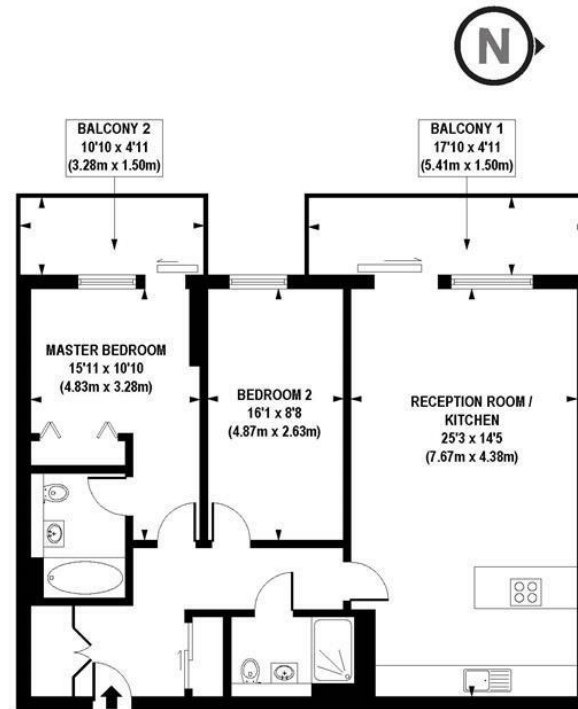 N
BALCONY 2
10'10 x 4'11
(3.28m x 1.50m)
BALCONY 1
17'10 x 4'11
(5.41m x 1.50m)
MASTER BEDROOM
15'11 x 10'10
(4.83m x 3.28m)
BEDROOM 2
16'1 x 8'8
(4.87m x 2.63m)
RECEPTION ROOM /
KITCHEN
25'3 x 14'5
(7.67m x 4.38m)